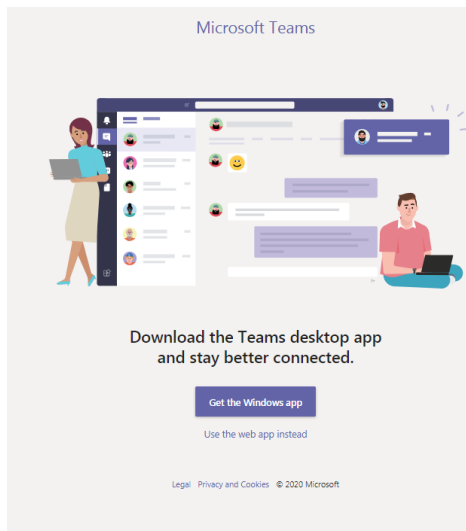 Microsoft Teams
Download the Teams desktop app
and stay better connected.
Get the Windows app
Use the web app instead
Legal Privacy and Cookies © 2020 Microsoft